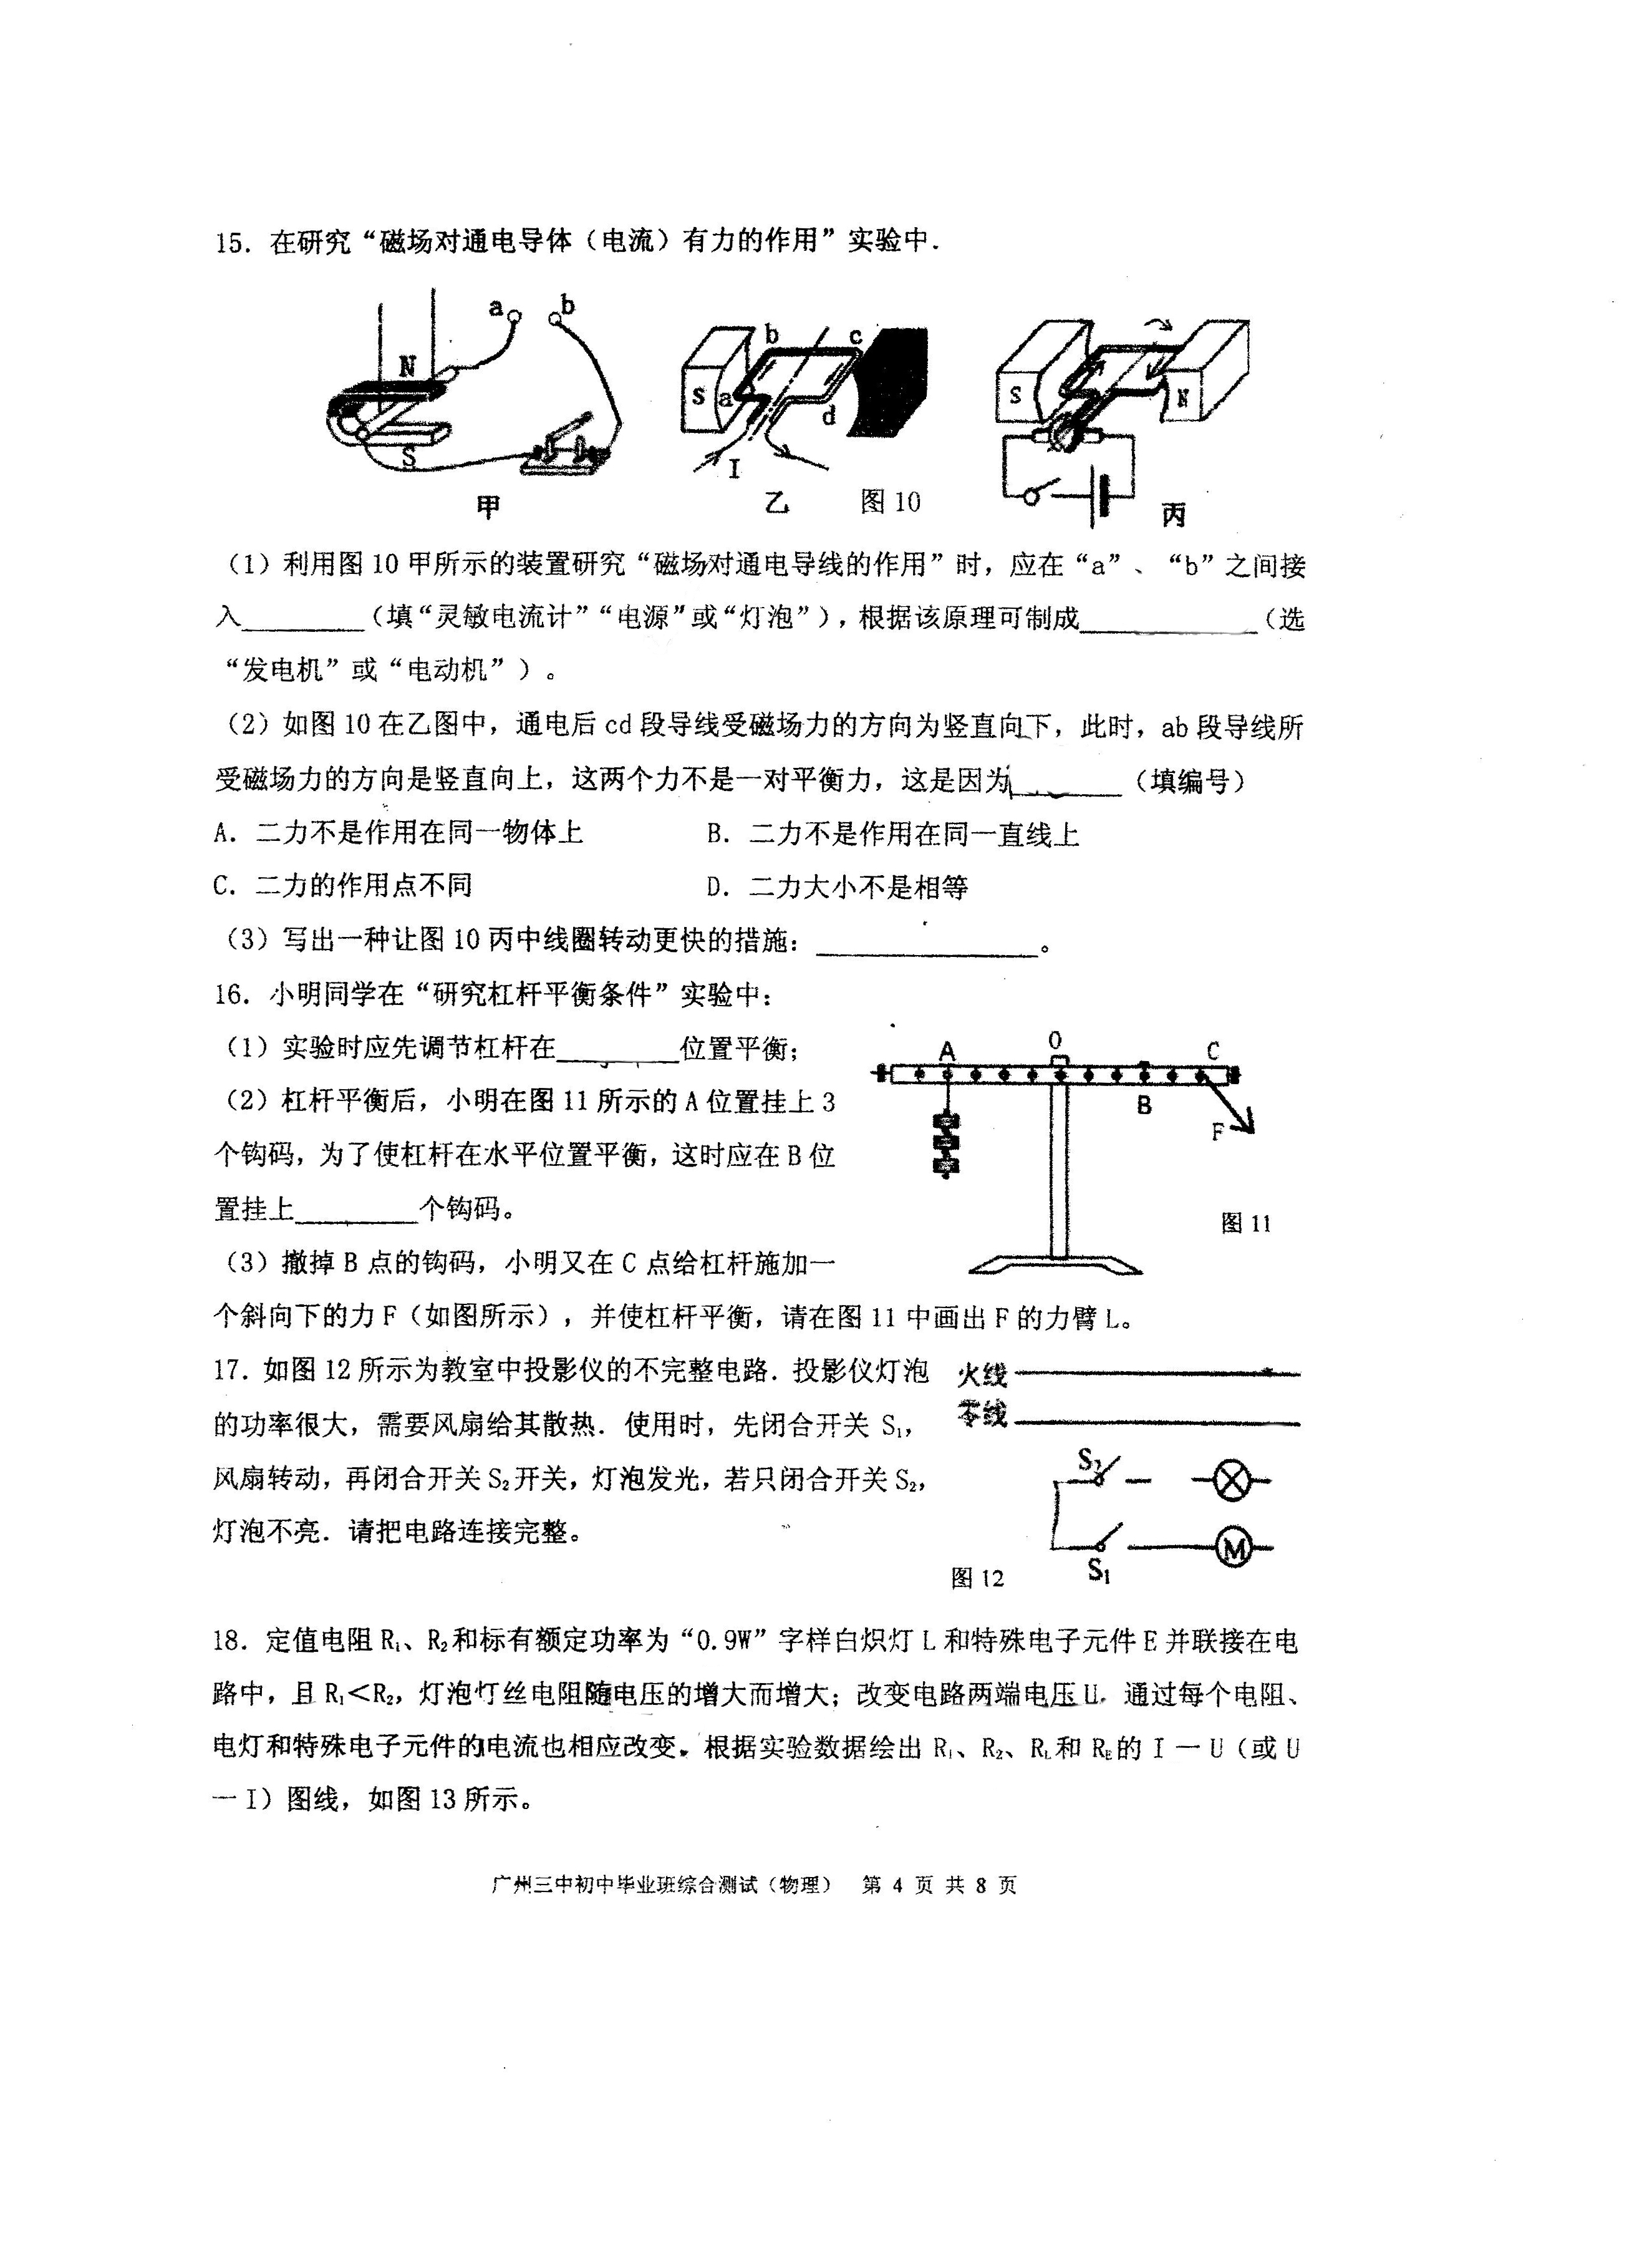 15. 在研究“磁场对通电导体（电流）有力的作用”实验中.
a b
N
S
甲
b c
S a
d
I
乙 图 10
S N
丙
（1）利用图 10 甲所示的装置研究“磁场对通电导线的作用”时，应在“a”、“b”之间接
入________（填“灵敏电流计”“电源”或“灯泡”），根据该原理可制成____________（选
“发电机”或“电动机”）。
（2）如图 10 在乙图中，通电后 cd 段导线受磁场力的方向为竖直向下，此时，ab 段导线所
受磁场力的方向是竖直向上，这两个力不是一对平衡力，这是因为________（填编号）
A. 二力不是作用在同一物体上 B. 二力不是作用在同一直线上
C. 二力的作用点不同 D. 二力大小不是相等
（3）写出一种让图 10 丙中线圈转动更快的措施：________________。
16. 小明同学在“研究杠杆平衡条件”实验中：
（1）实验时应先调节杠杆在________位置平衡；
（2）杠杆平衡后，小明在图 11 所示的 A 位置挂上 3
个钩码，为了使杠杆在水平位置平衡，这时应在 B 位
置挂上________个钩码。
A O C
B
F
图 11
（3）撤掉 B 点的钩码，小明又在 C 点给杠杆施加一
个斜向下的力 F（如图所示），并使杠杆平衡，请在图 11 中画出 F 的力臂 L。
17. 如图 12 所示为教室中投影仪的不完整电路. 投影仪灯泡
的功率很大，需要风扇给其散热. 使用时，先闭合开关 S₁，
风扇转动，再闭合开关 S₂开关，灯泡发光，若只闭合开关 S₂，
灯泡不亮. 请把电路连接完整。
火线
零线
S₂
M
S₁
图 12
18. 定值电阻 R₁、R₂和标有额定功率为“0.9W”字样白炽灯 L 和特殊电子元件 E 并联接在电
路中，且 R₁＜R₂，灯泡灯丝电阻随电压的增大而增大；改变电路两端电压 U. 通过每个电阻、
电灯和特殊电子元件的电流也相应改变. 根据实验数据绘出 R₁、R₂、R_L和 R_E的 I 一 U（或 U
一 I）图线，如图 13 所示。
广州三中初中毕业班综合测试（物理） 第 4 页 共 8 页